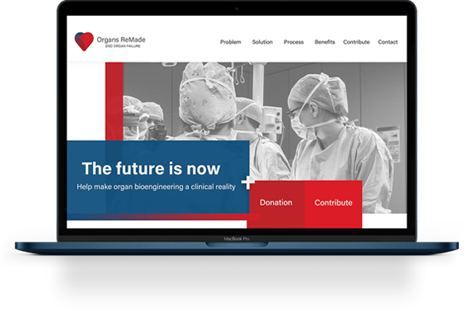 Organs ReMade
END ORGAN FAILURE
Problem Solution Process Benefits Contribute Contact
The future is now
Help make organ bioengineering a clinical reality
Donation Contribute
MacBook Pro